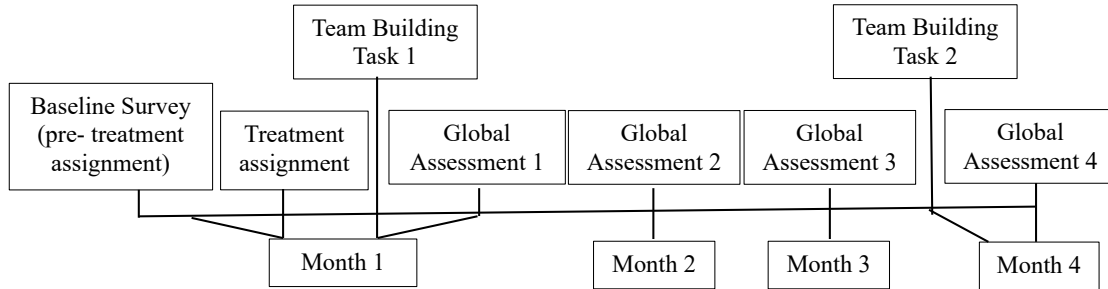 Team Building
Task 1
Team Building
Task 2
Baseline Survey
(pre- treatment
assignment)
Treatment
assignment
Global
Assessment 1
Global
Assessment 2
Global
Assessment 3
Global
Assessment 4
Month 1
Month 2
Month 3
Month 4